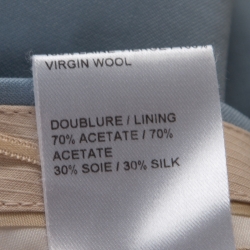 VIRGIN WOOL
DOUBLURE / LINING
70% ACETATE / 70%
ACETATE
30% SOIE / 30% SILK